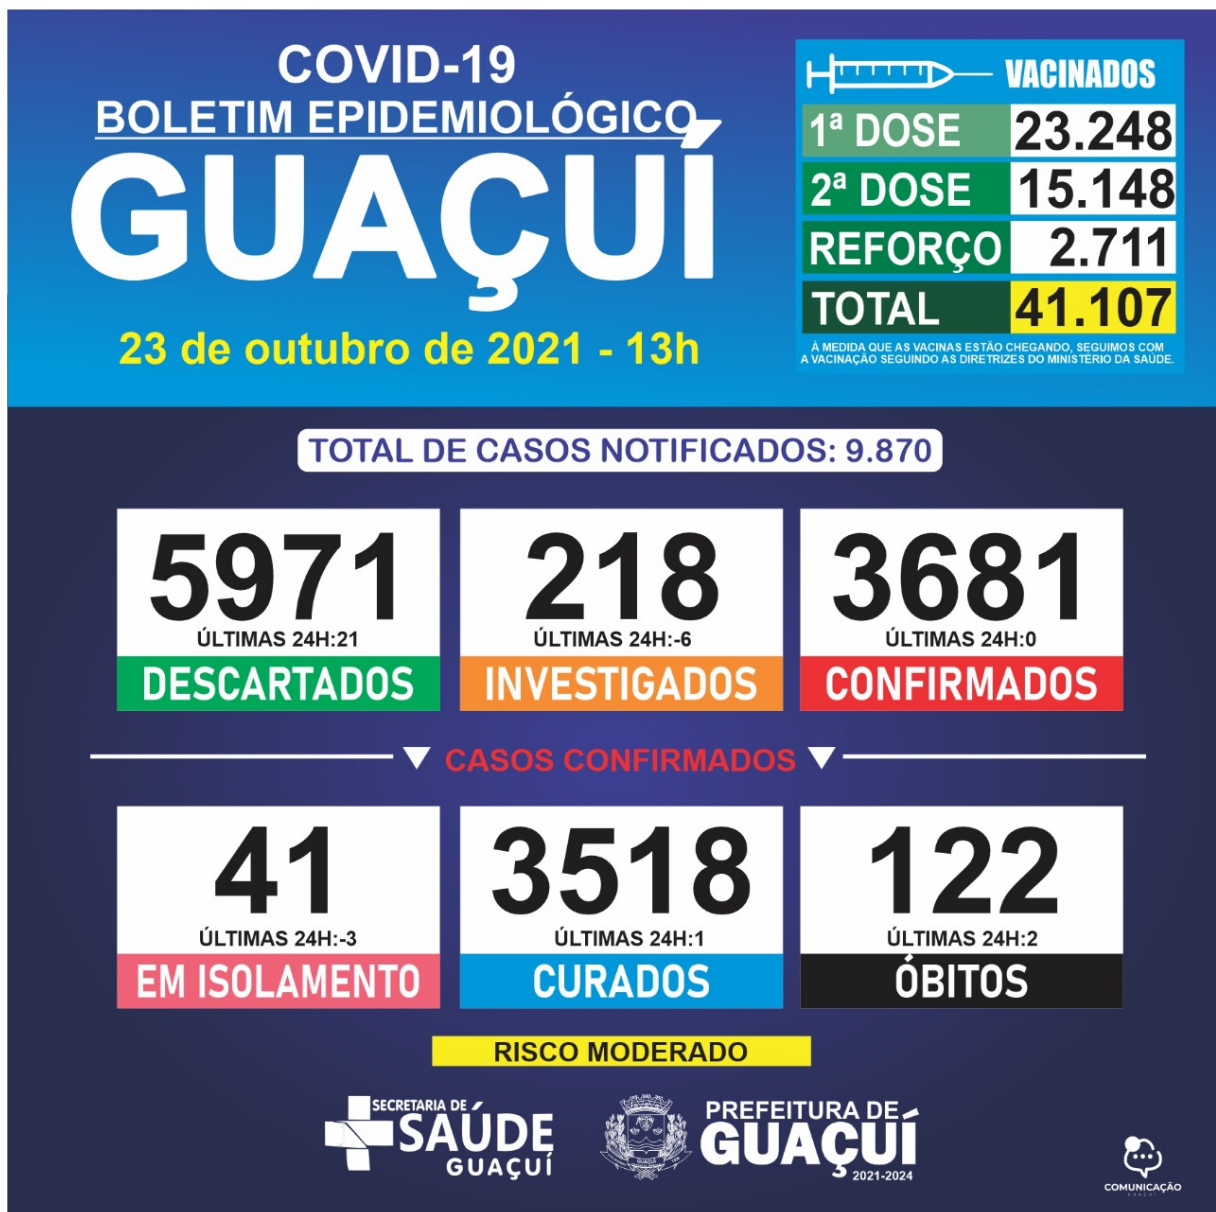 COVID-19
BOLETIM EPIDEMIOLÓGICO
GUAÇUÍ
23 de outubro de 2021 - 13h
VACINADOS
1ª DOSE 23.248
2ª DOSE 15.148
REFORÇO 2.711
TOTAL 41.107
À MEDIDA QUE AS VACINAS ESTÃO CHEGANDO, SEGUIMOS COM
A VACINAÇÃO SEGUINDO AS DIRETRIZES DO MINISTÉRIO DA SAÚDE.
TOTAL DE CASOS NOTIFICADOS: 9.870
5971
ÚLTIMAS 24H:21
DESCARTADOS
218
ÚLTIMAS 24H:-6
INVESTIGADOS
3681
ÚLTIMAS 24H:0
CONFIRMADOS
CASOS CONFIRMADOS
41
ÚLTIMAS 24H:-3
EM ISOLAMENTO
3518
ÚLTIMAS 24H:1
CURADOS
122
ÚLTIMAS 24H:2
ÓBITOS
RISCO MODERADO
SECRETARIA DE
SAÚDE
GUAÇUÍ
PREFEITURA DE
GUAÇUÍ
2021-2024
COMUNICAÇÃO